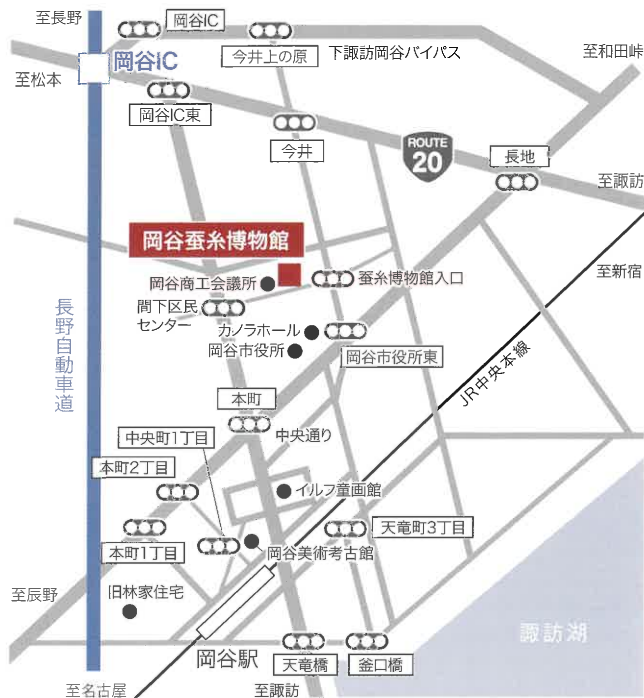 至長野
岡谷IC
今井上の原
下諏訪岡谷バイパス
至和田峠
岡谷IC
至松本
岡谷IC東
今井
ROUTE
20
長地
至諏訪
岡谷蚕糸博物館
岡谷商工会議所
蚕糸博物館入口
至新宿
間下区民
センター
カノラホール
岡谷市役所
岡谷市役所東
長野自動車道
JR中央本線
本町
中央通り
中央町1丁目
本町2丁目
イルフ童画館
天竜町3丁目
本町1丁目
岡谷美術考古館
至辰野
旧林家住宅
諏訪湖
岡谷駅
天竜橋
釜口橋
至名古屋
至諏訪